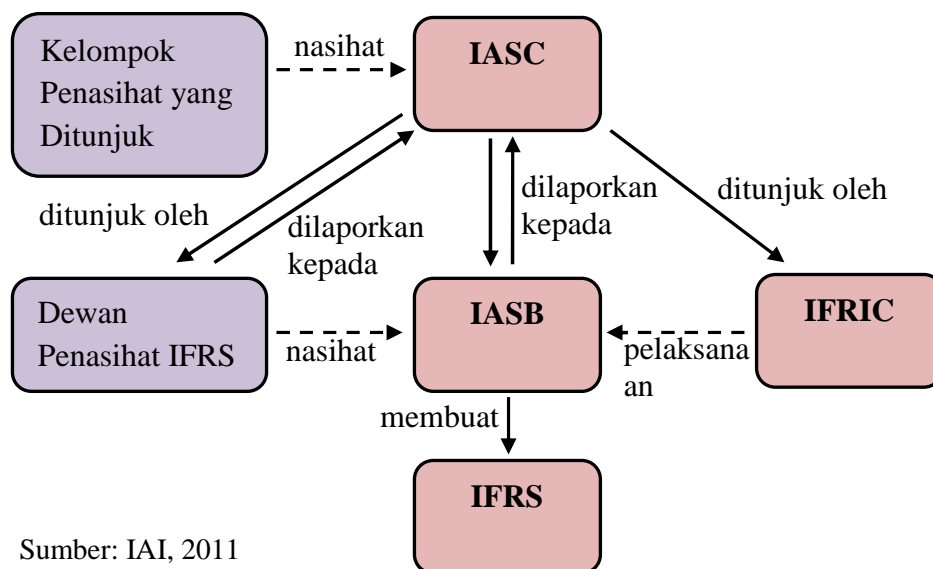 Kelompok
Penasihat yang
Ditunjuk
nasihat
IASC
ditunjuk oleh
dilaporkan
kepada
dilaporkan
kepada
ditunjuk oleh
Dewan
Penasihat IFRS
nasihat
IASB
pelaksana
an
IFRIC
membuat
IFRS
Sumber: IAI, 2011